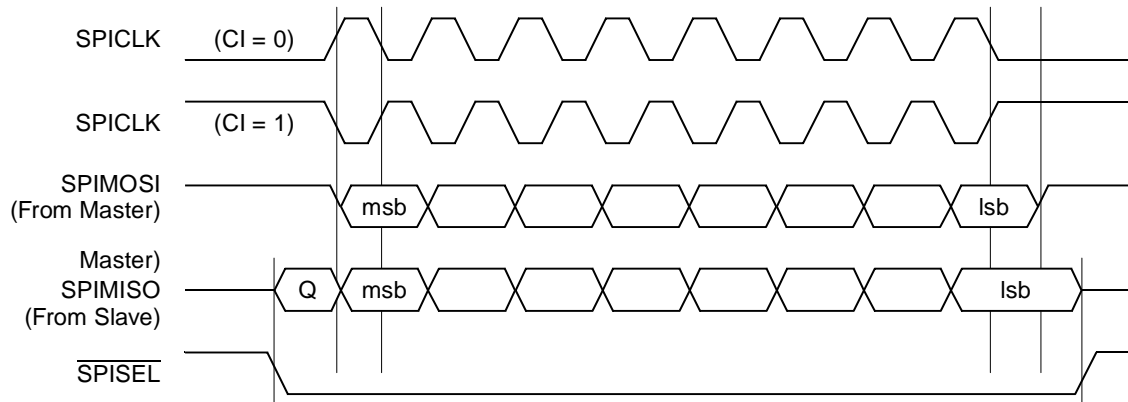 SPICLK (CI = 0)
SPICLK (CI = 1)
SPIMOSI
(From Master)
msb lsb
Master)
SPIMISO
(From Slave)
Q msb lsb
SPISEL